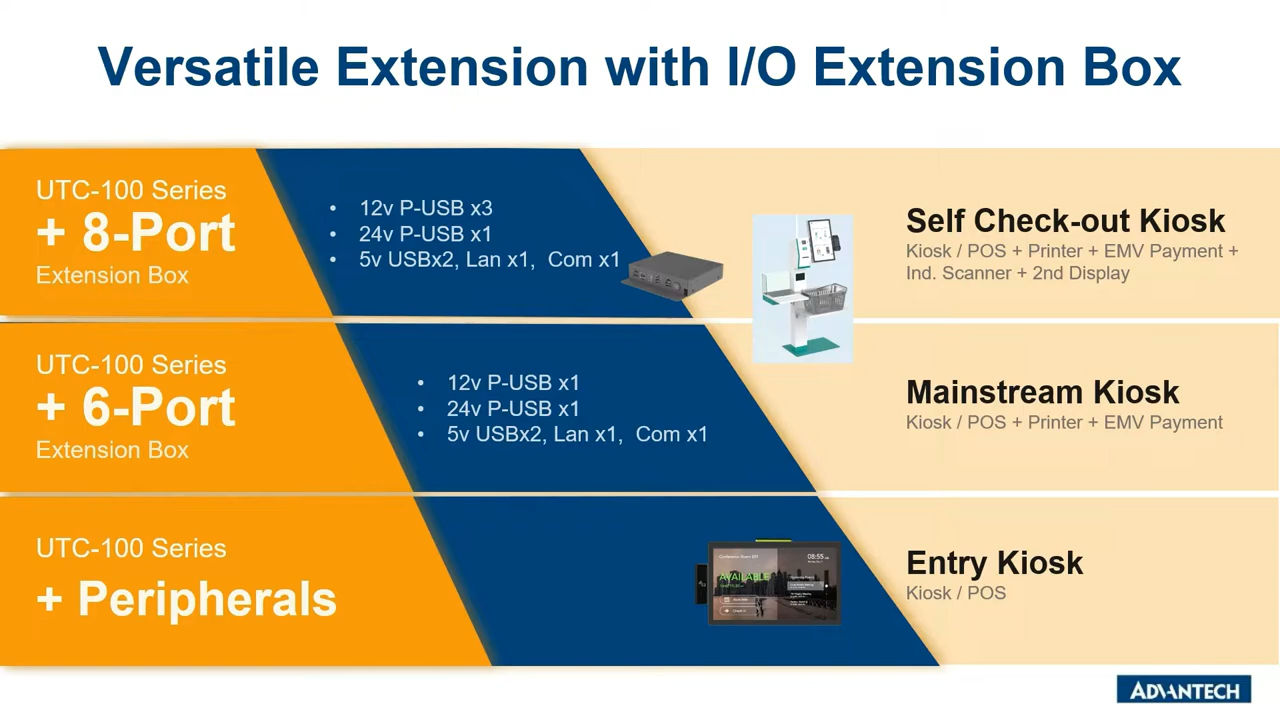 Versatile Extension with I/O Extension Box
UTC-100 Series
+ 8-Port
Extension Box
• 12v P-USB x3
• 24v P-USB x1
• 5v USBx2, Lan x1, Com x1
Self Check-out Kiosk
Kiosk / POS + Printer + EMV Payment +
Ind. Scanner + 2nd Display
UTC-100 Series
+ 6-Port
Extension Box
• 12v P-USB x1
• 24v P-USB x1
• 5v USBx2, Lan x1, Com x1
Mainstream Kiosk
Kiosk / POS + Printer + EMV Payment
UTC-100 Series
+ Peripherals
08:55
AVAILABLE
Entry Kiosk
Kiosk / POS
ADVANTECH